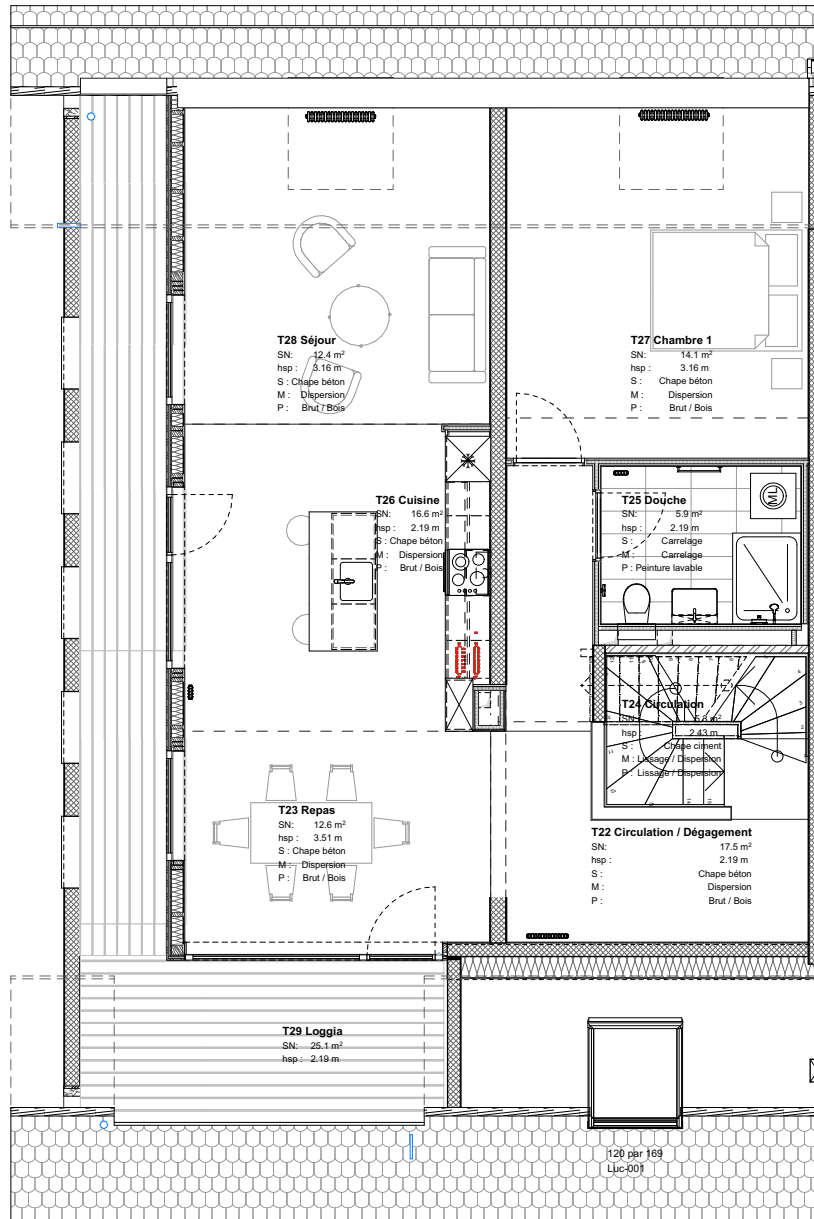 T28 Séjour
SN: 12.4 m²
hsp : 3.16 m
S : Chape béton
M : Dispersion
P : Brut / Bois
T27 Chambre 1
SN: 14.1 m²
hsp : 3.16 m
S : Chape béton
M : Dispersion
P : Brut / Bois
T26 Cuisine
SN: 16.6 m²
hsp : 2.19 m
S : Chape béton
M : Dispersion
P : Brut / Bois
T25 Douche
SN: 5.9 m²
hsp : 2.19 m
S : Carrelage
M : Carrelage
P : Peinture lavable
ML
T24 Circulation
hsp : 2.43 m
S : Chape ciment
M : Lissage / Dispersion
P : Lissage / Dispersion
T23 Repas
SN: 12.6 m²
hsp : 3.51 m
S : Chape béton
M : Dispersion
P : Brut / Bois
T22 Circulation / Dégagement
SN: 17.5 m²
hsp : 2.19 m
S : Chape béton
M : Dispersion
P : Brut / Bois
T29 Loggia
SN: 25.1 m²
hsp : 2.19 m
120 par 169
Luc-001